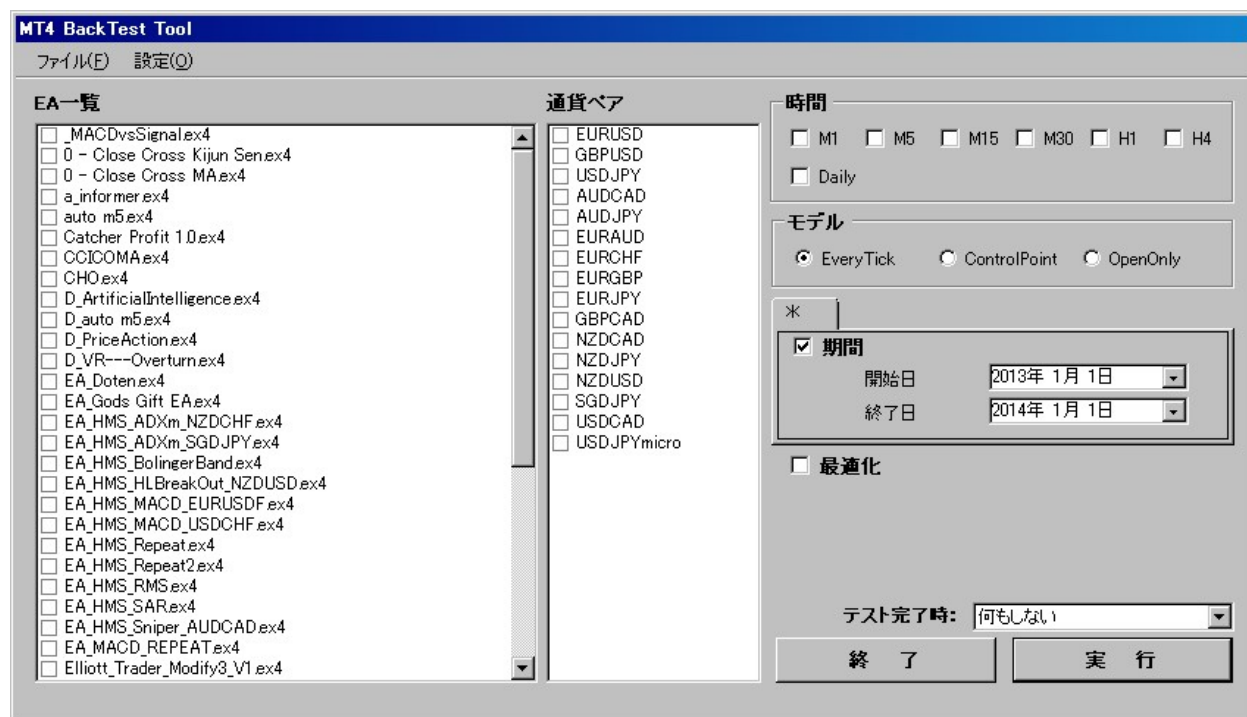 MT4 BackTest Tool
ファイル(F) 設定(O)
EA一覧
_MACDvsSignal.ex4
0 - Close Cross Kijun Sen.ex4
0 - Close Cross MA.ex4
a_informer.ex4
auto m5.ex4
Catcher Profit 1.0.ex4
CCICOMA.ex4
CHO.ex4
D_ArtificialIntelligence.ex4
D_auto m5.ex4
D_PriceAction.ex4
D_VR---Overturn.ex4
EA_Doten.ex4
EA_Gods Gift EA.ex4
EA_HMS_ADXm_NZDCHF.ex4
EA_HMS_ADXm_SGDJPY.ex4
EA_HMS_BolingerBand.ex4
EA_HMS_HLBreakOut_NZDUSD.ex4
EA_HMS_MACD_EURUSDF.ex4
EA_HMS_MACD_USDCHF.ex4
EA_HMS_Repeat.ex4
EA_HMS_Repeat2.ex4
EA_HMS_RMS.ex4
EA_HMS_SAR.ex4
EA_HMS_Sniper_AUDCAD.ex4
EA_MACD_REPEAT.ex4
Elliott_Trader_Modify3_V1.ex4
通貨ペア
EURUSD
GBPUSD
USDJPY
AUDCAD
AUDJPY
EURAUD
EURCHF
EURGBP
EURJPY
GBPCAD
NZDCAD
NZDJPY
NZDUSD
SGDJPY
USDCAD
USDJPYmicro
時間
M1 M5 M15 M30 H1 H4
Daily
モデル
EveryTick ControlPoint OpenOnly
米
期間
開始日 2013年 1月 1日
終了日 2014年 1月 1日
最適化
テスト完了時: 何もしない
終 了 実 行